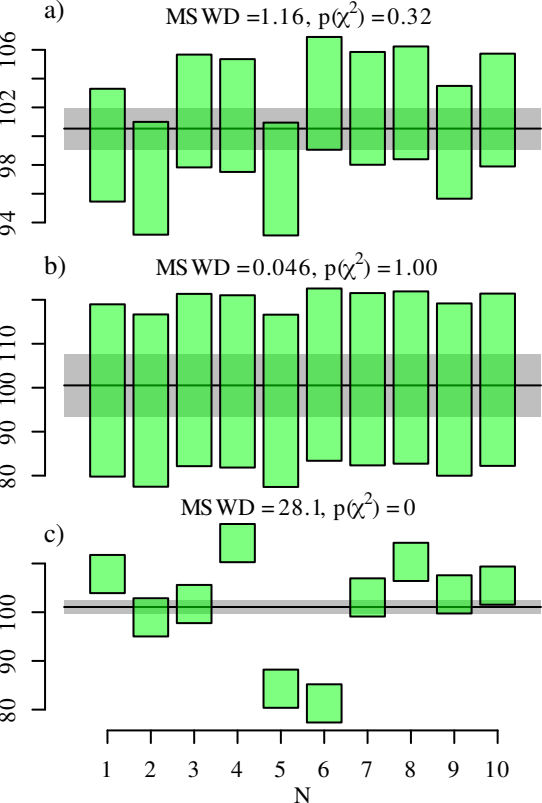 a)
MSWD =1.16, p(χ²) =0.32
106
102
98
94
b)
MSWD =0.046, p(χ²) =1.00
110
100
90
80
MSWD =28.1, p(χ²) =0
c)
100
90
80
1 2 3 4 5 6 7 8 9 10
N